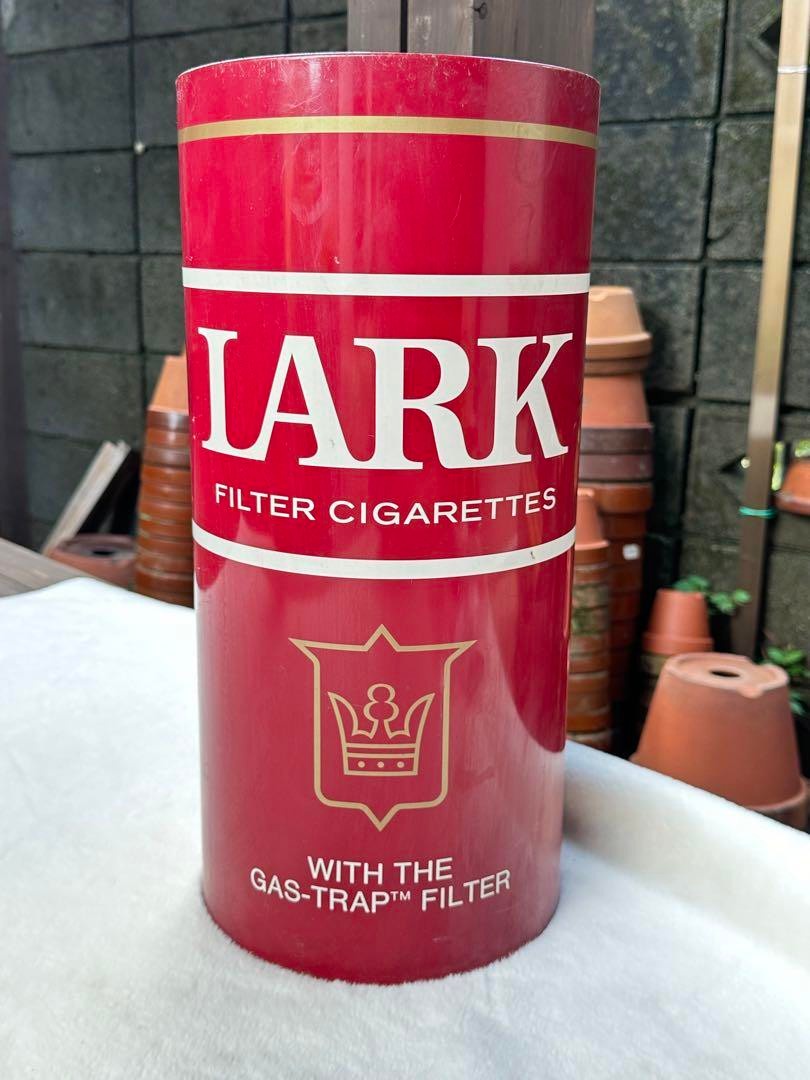 LARK
FILTER CIGARETTES
WITH THE
GAS-TRAP™ FILTER